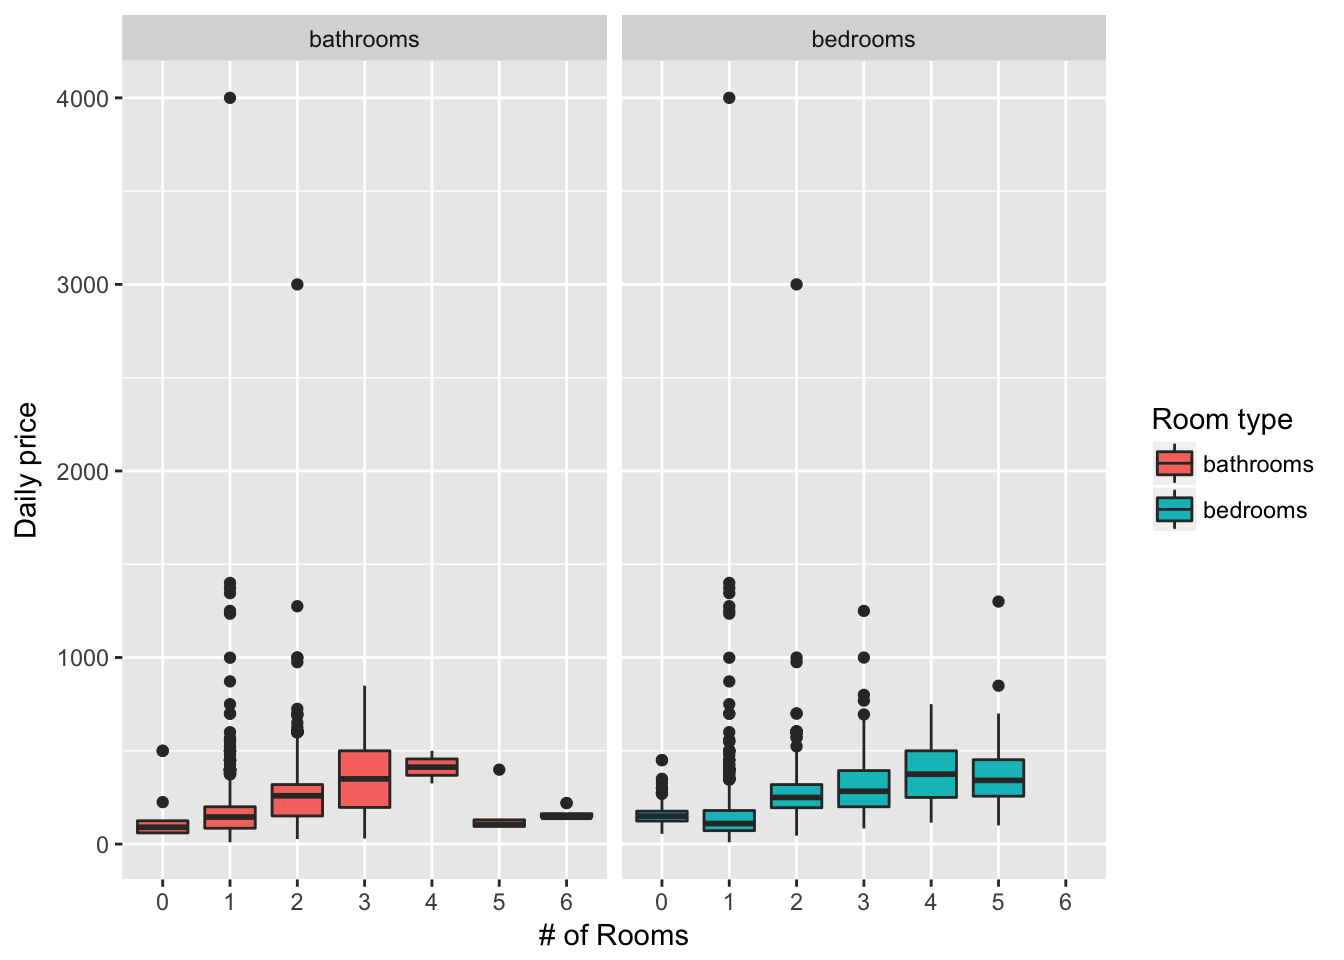 bathrooms
bedrooms
4000
3000
2000
1000
0
Daily price
0 1 2 3 4 5 6
0 1 2 3 4 5 6
# of Rooms
Room type
bathrooms
bedrooms